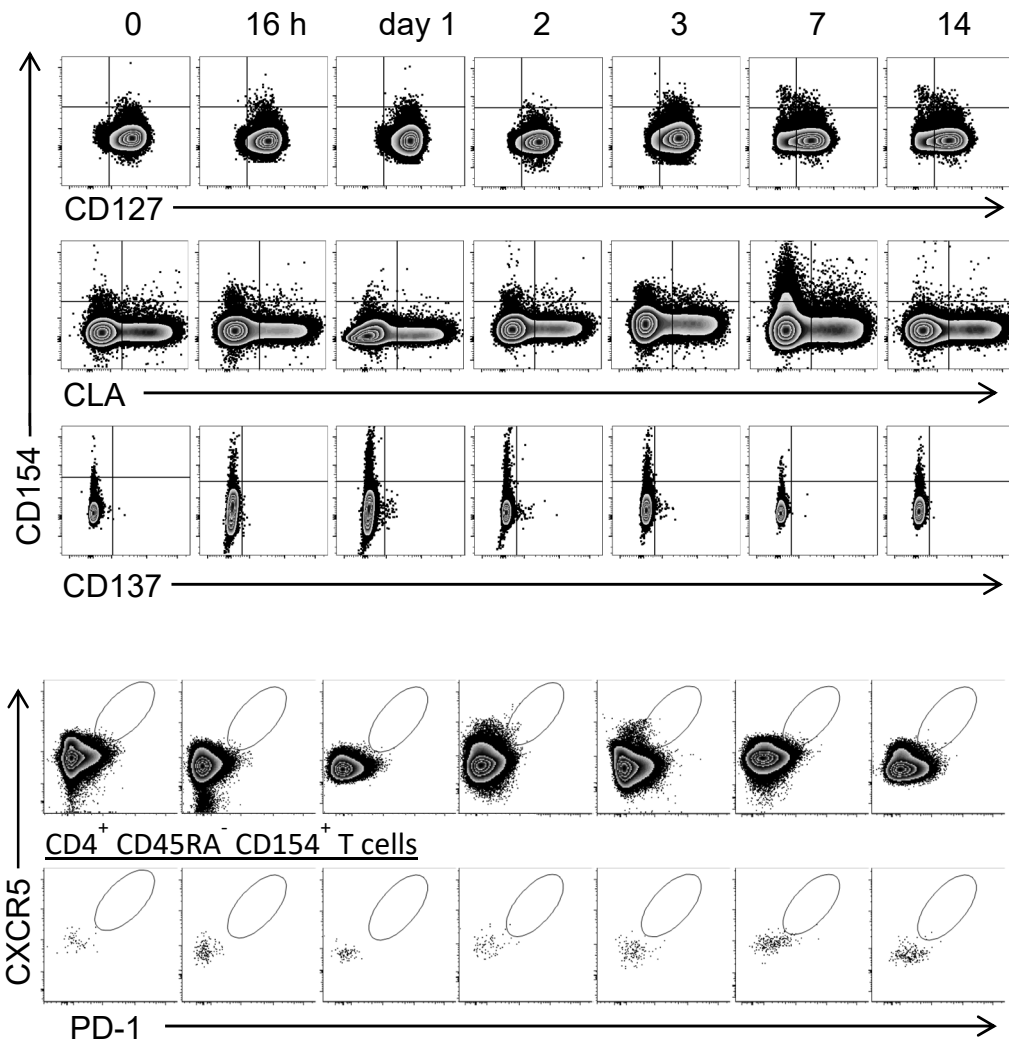 0 16 h day 1 2 3 7 14
CD127
CLA
CD154
CD137
CD4+ CD45RA- CD154+ T cells
CXCR5
PD-1